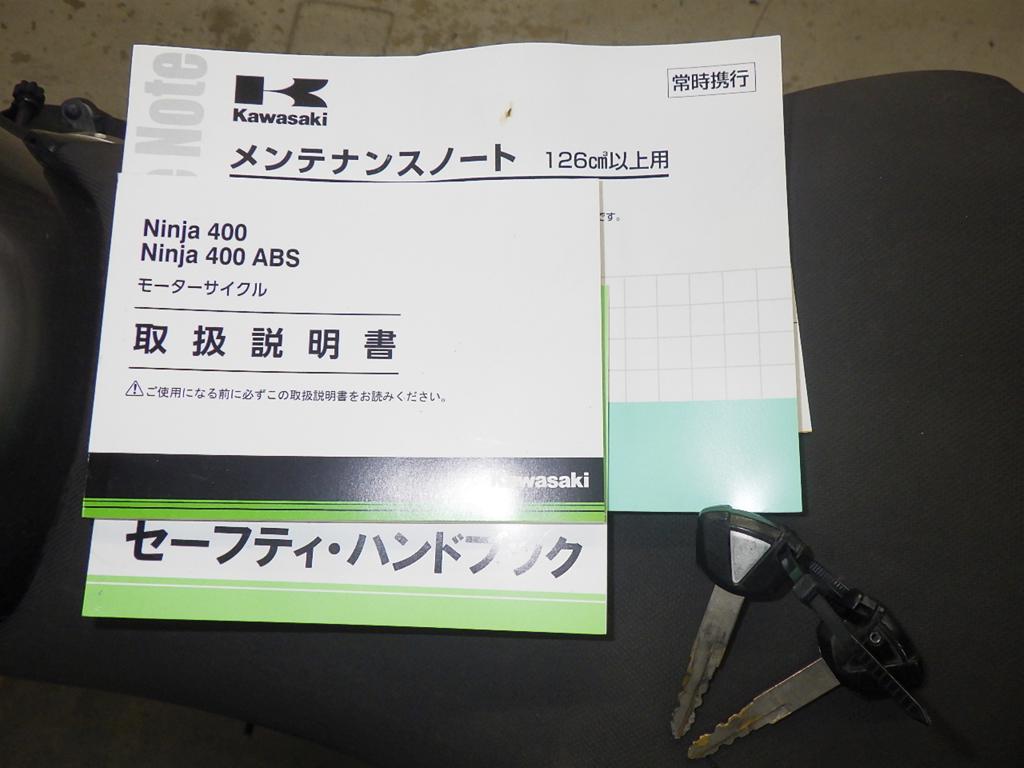 Note
Kawasaki
常時携行
メンテナンスノート 126cm³以上用
です。
Ninja 400
Ninja 400 ABS
モーターサイクル
取扱説明書
ご使用になる前に必ずこの取扱説明書をお読みください。
Kawasaki
セーフティ・ハンドブック